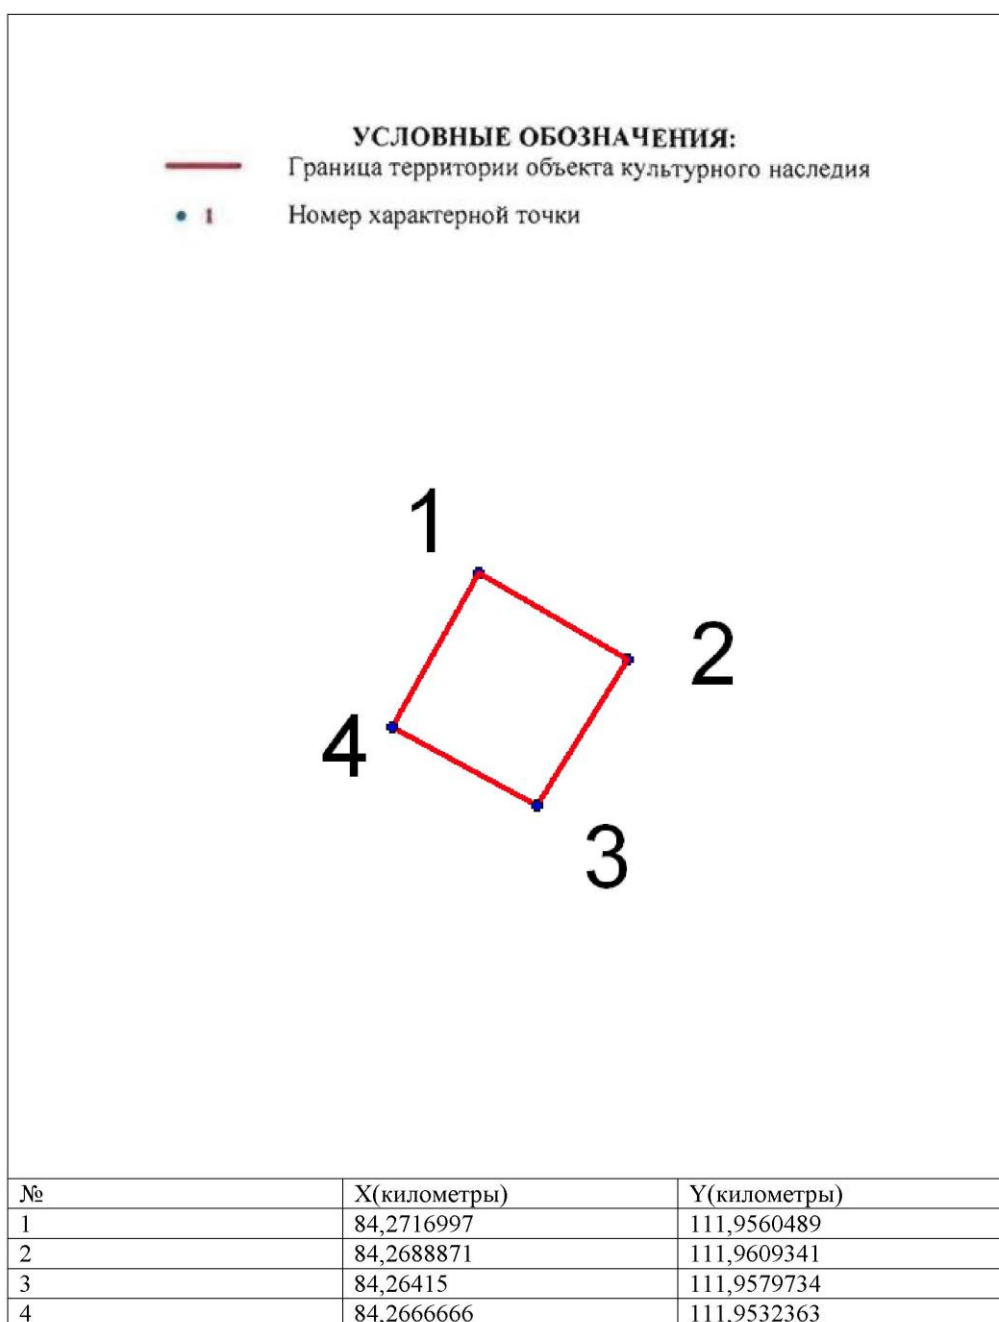 УСЛОВНЫЕ ОБОЗНАЧЕНИЯ:
Граница территории объекта культурного наследия
1 Номер характерной точки
1
2
4
3
№ X(километры) Y(километры)
1 84,2716997 111,9560489
2 84,2688871 111,9609341
3 84,26415 111,9579734
4 84,2666666 111,9532363